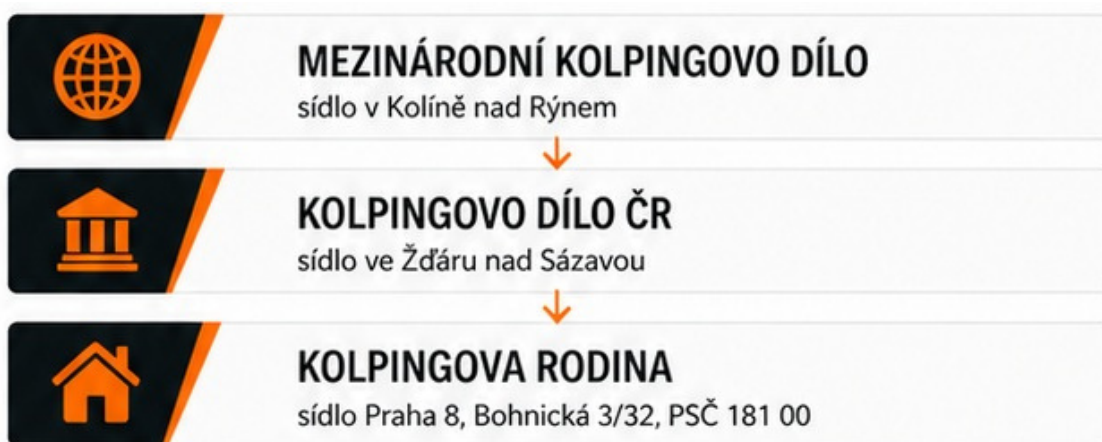 MEZINÁRODNÍ KOLPINGOVO DÍLO
sídlo v Kolíně nad Rýnem
KOLPINGOVO DÍLO ČR
sídlo ve Žďáru nad Sázavou
KOLPINGOVA RODINA
sídlo Praha 8, Bohnická 3/32, PSČ 181 00